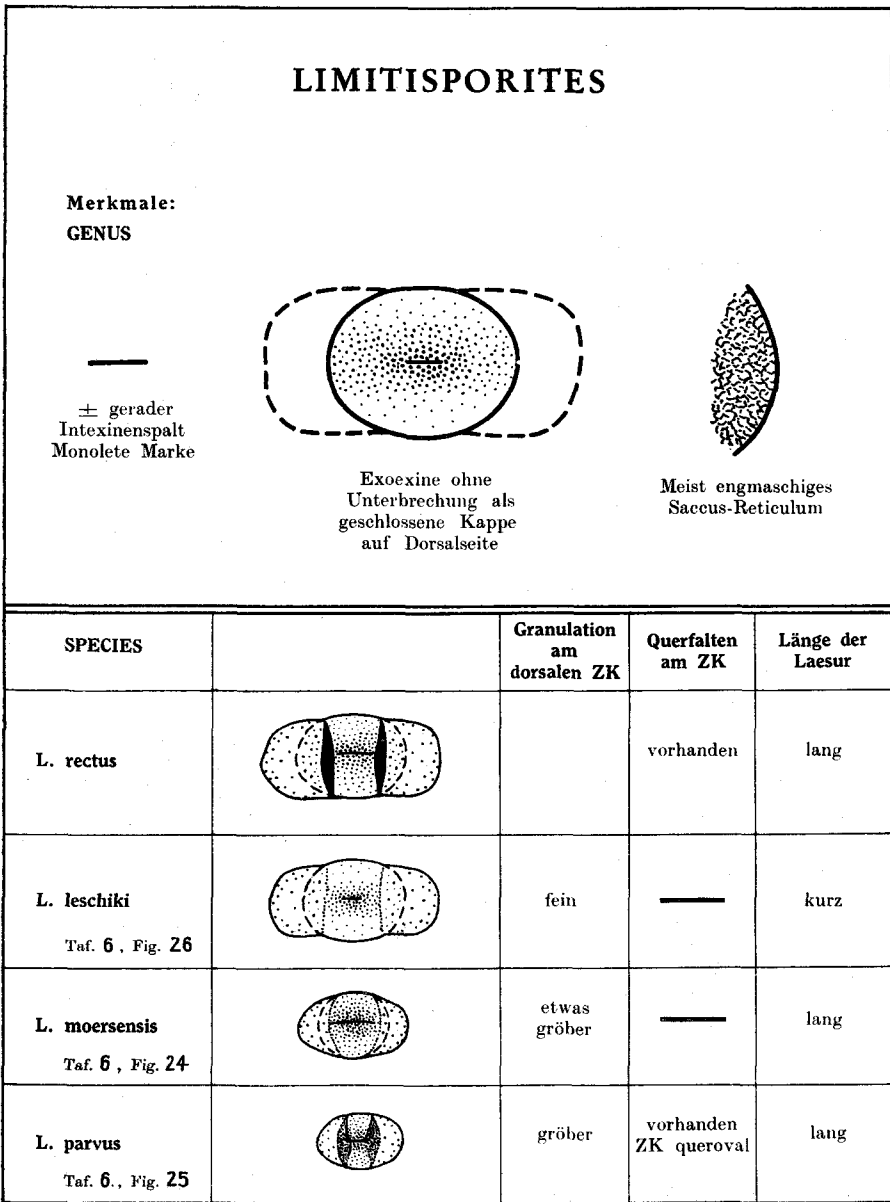 LIMITISPORITES
Merkmale:
GENUS
± gerader
Intexinenspalt
Monolete Marke
Exoexine ohne
Unterbrechung als
geschlossene Kappe
auf Dorsalseite
Meist engmaschiges
Saccus-Reticulum
SPECIES
Granulation
am
dorsalen ZK
Querfalten
am ZK
Länge der
Laesur
L. rectus
vorhanden
lang
L. leschiki
Taf. 6 , Fig. 26
fein
kurz
L. moersensis
Taf. 6 , Fig. 24
etwas
gröber
lang
L. parvus
Taf. 6., Fig. 25
gröber
vorhanden
ZK queroval
lang